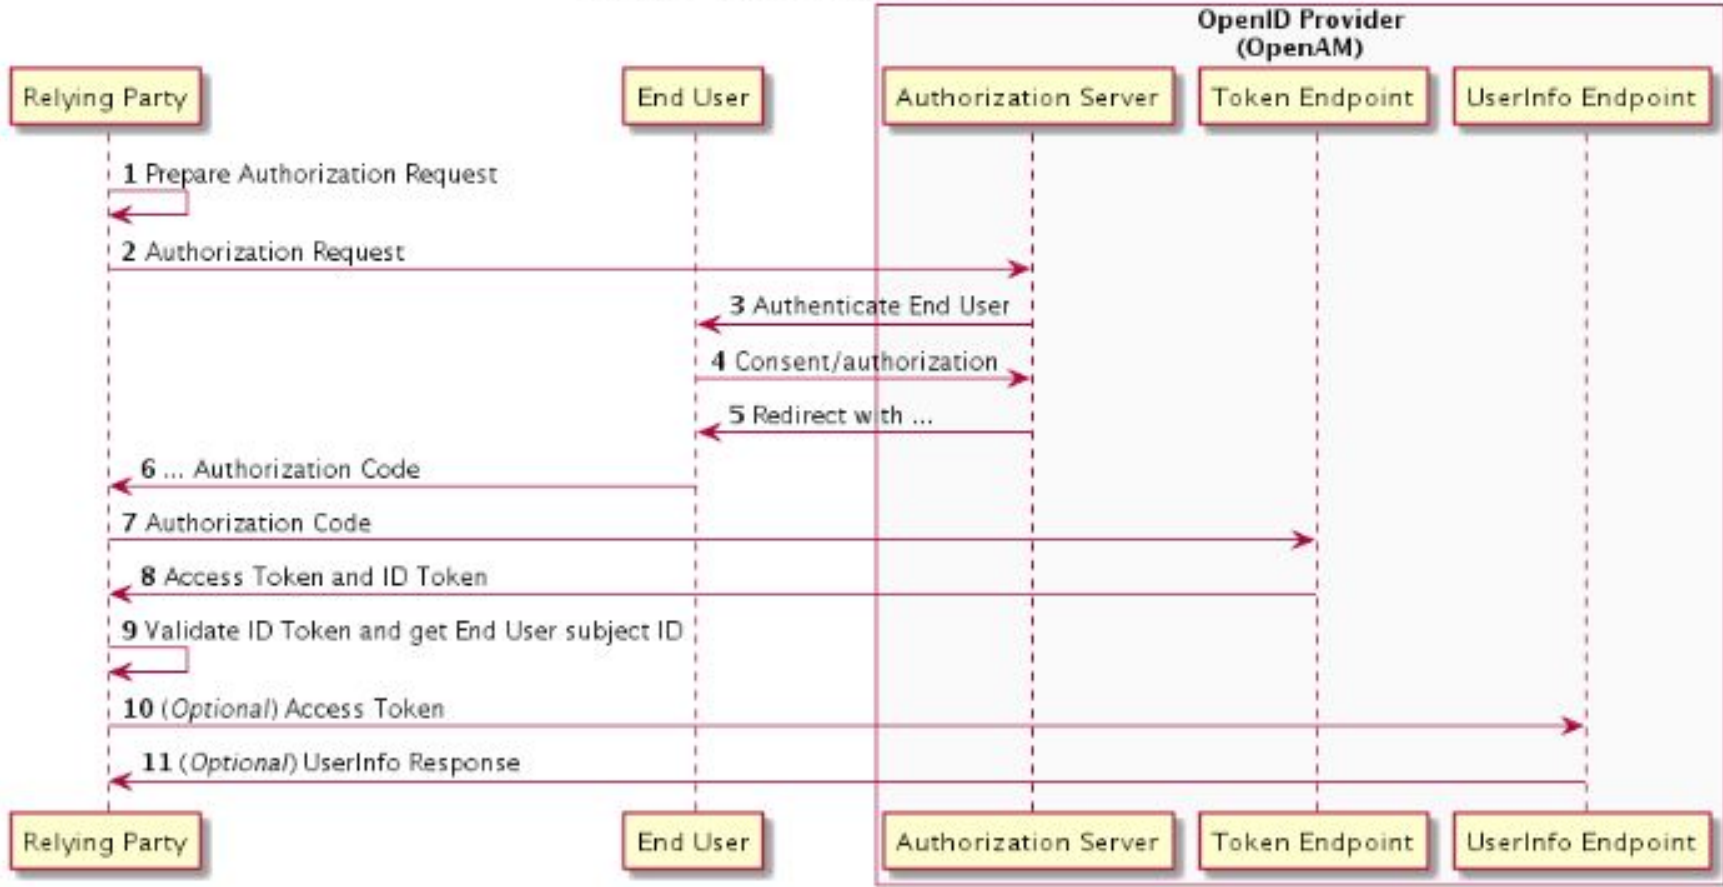 OpenID Provider
(OpenAM)
Relying Party
End User
Authorization Server
Token Endpoint
UserInfo Endpoint
1 Prepare Authorization Request
2 Authorization Request
3 Authenticate End User
4 Consent/authorization
5 Redirect with ...
6 ... Authorization Code
7 Authorization Code
8 Access Token and ID Token
9 Validate ID Token and get End User subject ID
10 (Optional) Access Token
11 (Optional) UserInfo Response
Relying Party
End User
Authorization Server
Token Endpoint
UserInfo Endpoint